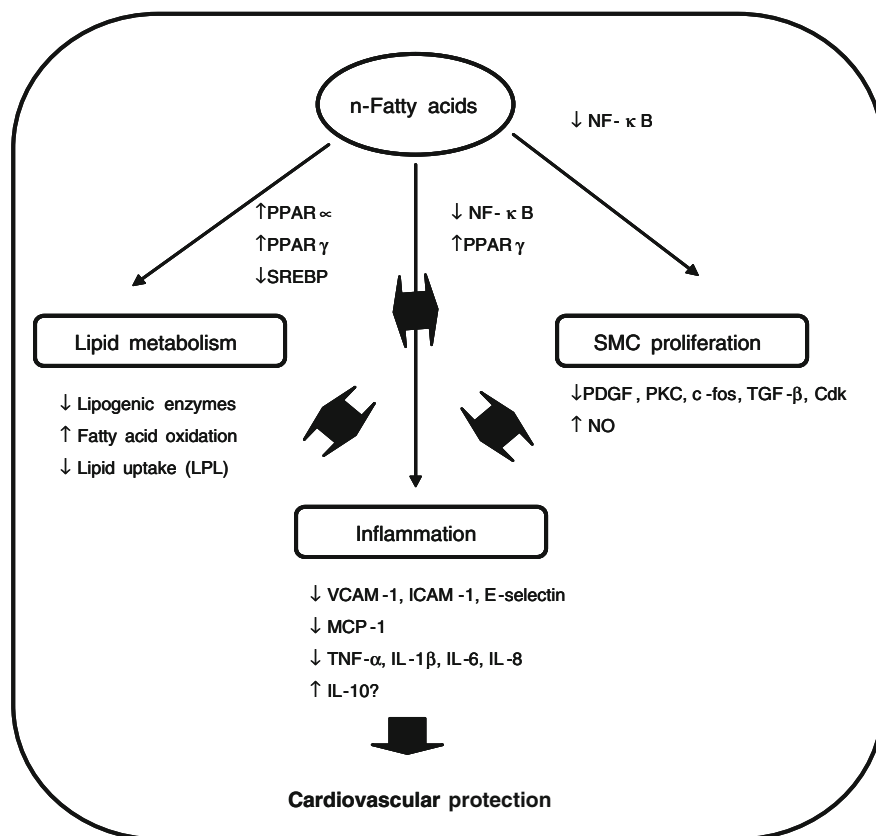 n-Fatty acids
↓ NF- κ B
↑PPAR ∝
↑PPAR γ
↓SREBP
↓ NF- κ B
↑PPAR γ
Lipid metabolism
↓ Lipogenic enzymes
↑ Fatty acid oxidation
↓ Lipid uptake (LPL)
SMC proliferation
↓PDGF, PKC, c-fos, TGF-β, Cdk
↑ NO
Inflammation
↓ VCAM-1, ICAM-1, E-selectin
↓ MCP-1
↓ TNF-α, IL-1β, IL-6, IL-8
↑ IL-10?
Cardiovascular protection